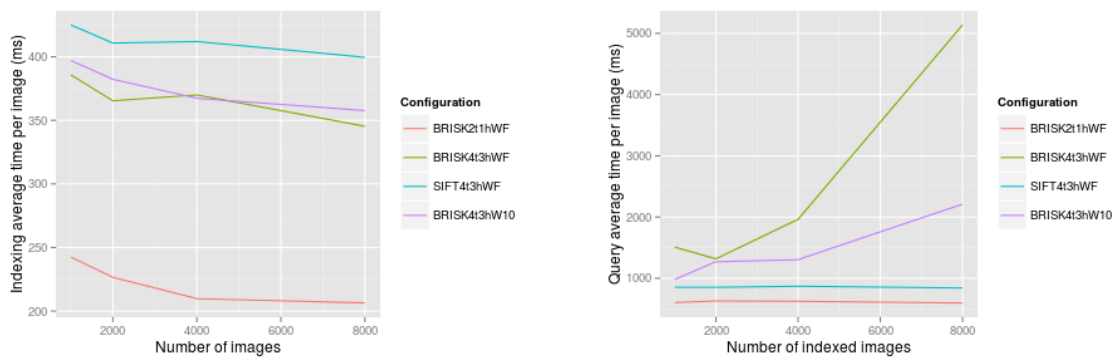 Indexing average time per image (ms)
400
350
300
250
200
2000
4000
6000
8000
Number of images
Configuration
BRISK2t1hWF
BRISK4t3hWF
SIFT4t3hWF
BRISK4t3hW10
Query average time per image (ms)
5000
4000
3000
2000
1000
2000
4000
6000
8000
Number of indexed images
Configuration
BRISK2t1hWF
BRISK4t3hWF
SIFT4t3hWF
BRISK4t3hW10